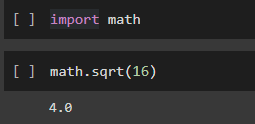 [ ] import math
[ ] math.sqrt(16)
4.0